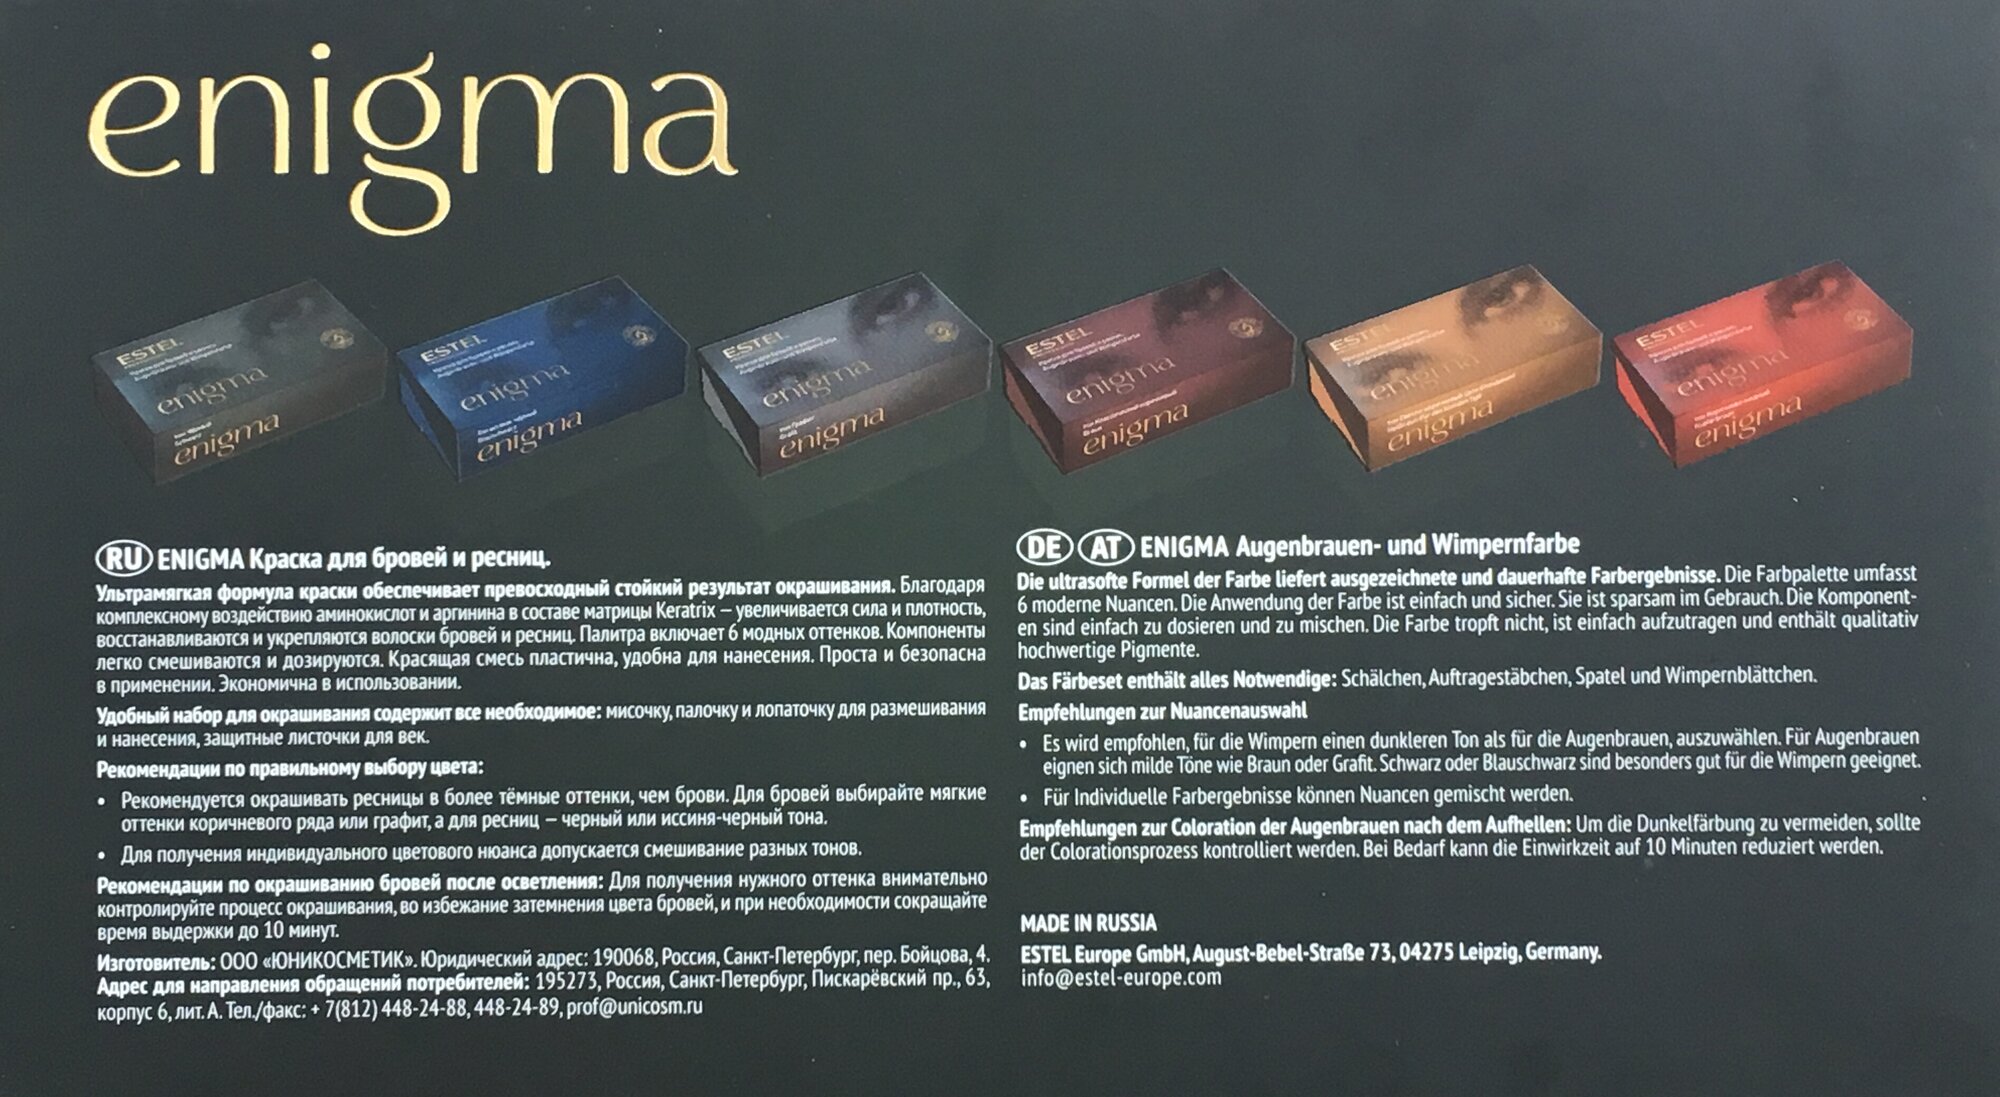 enigma
ESTEL
enigma
enigma
ESTEL
enigma
enigma
ESTEL
enigma
enigma
ESTEL
enigma
enigma
ESTEL
enigma
enigma
ESTEL
enigma
enigma
RU ENIGMA Краска для бровей и ресниц.
Ультрамягкая формула краски обеспечивает превосходный стойкий результат окрашивания. Благодаря
комплексному воздействию аминокислот и аргинина в составе матрицы Keratrix – увеличивается сила и плотность,
восстанавливаются и укрепляются волоски бровей и ресниц. Палитра включает 6 модных оттенков. Компоненты
легко смешиваются и дозируются. Красящая смесь пластична, удобна для нанесения. Проста и безопасна
в применении. Экономична в использовании.
Удобный набор для окрашивания содержит все необходимое: мисочку, палочку и лопаточку для размешивания
и нанесения, защитные листочки для век.
Рекомендации по правильному выбору цвета:
• Рекомендуется окрашивать ресницы в более тёмные оттенки, чем брови. Для бровей выбирайте мягкие
оттенки коричневого ряда или графит, а для ресниц – черный или иссиня-черный тона.
• Для получения индивидуального цветового нюанса допускается смешивание разных тонов.
Рекомендации по окрашиванию бровей после осветления: Для получения нужного оттенка внимательно
контролируйте процесс окрашивания, во избежание затемнения цвета бровей, и при необходимости сокращайте
время выдержки до 10 минут.
Изготовитель: ООО «ЮНИКОСМЕТИК». Юридический адрес: 190068, Россия, Санкт-Петербург, пер. Бойцова, 4.
Адрес для направления обращений потребителей: 195273, Россия, Санкт-Петербург, Пискарёвский пр., 63,
корпус 6, лит. А. Тел./факс: + 7(812) 448-24-88, 448-24-89, prof@unicosm.ru
DE AT ENIGMA Augenbrauen- und Wimpernfarbe
Die ultrasofte Formel der Farbe liefert ausgezeichnete und dauerhafte Farbergebnisse. Die Farbpalette umfasst
6 moderne Nuancen. Die Anwendung der Farbe ist einfach und sicher. Sie ist sparsam im Gebrauch. Die Komponent-
en sind einfach zu dosieren und zu mischen. Die Farbe tropft nicht, ist einfach aufzutragen und enthält qualitativ
hochwertige Pigmente.
Das Färbeset enthält alles Notwendige: Schälchen, Auftragestäbchen, Spatel und Wimpernblättchen.
Empfehlungen zur Nuancenauswahl
• Es wird empfohlen, für die Wimpern einen dunkleren Ton als für die Augenbrauen, auszuwählen. Für Augenbrauen
eignen sich milde Töne wie Braun oder Grafit. Schwarz oder Blauschwarz sind besonders gut für die Wimpern geeignet.
• Für Individuelle Farbergebnisse können Nuancen gemischt werden.
Empfehlungen zur Coloration der Augenbrauen nach dem Aufhellen: Um die Dunkelfärbung zu vermeiden, sollte
der Colorationsprozess kontrolliert werden. Bei Bedarf kann die Einwirkzeit auf 10 Minuten reduziert werden.
MADE IN RUSSIA
ESTEL Europe GmbH, August-Bebel-Straße 73, 04275 Leipzig, Germany.
info@estel-europe.com